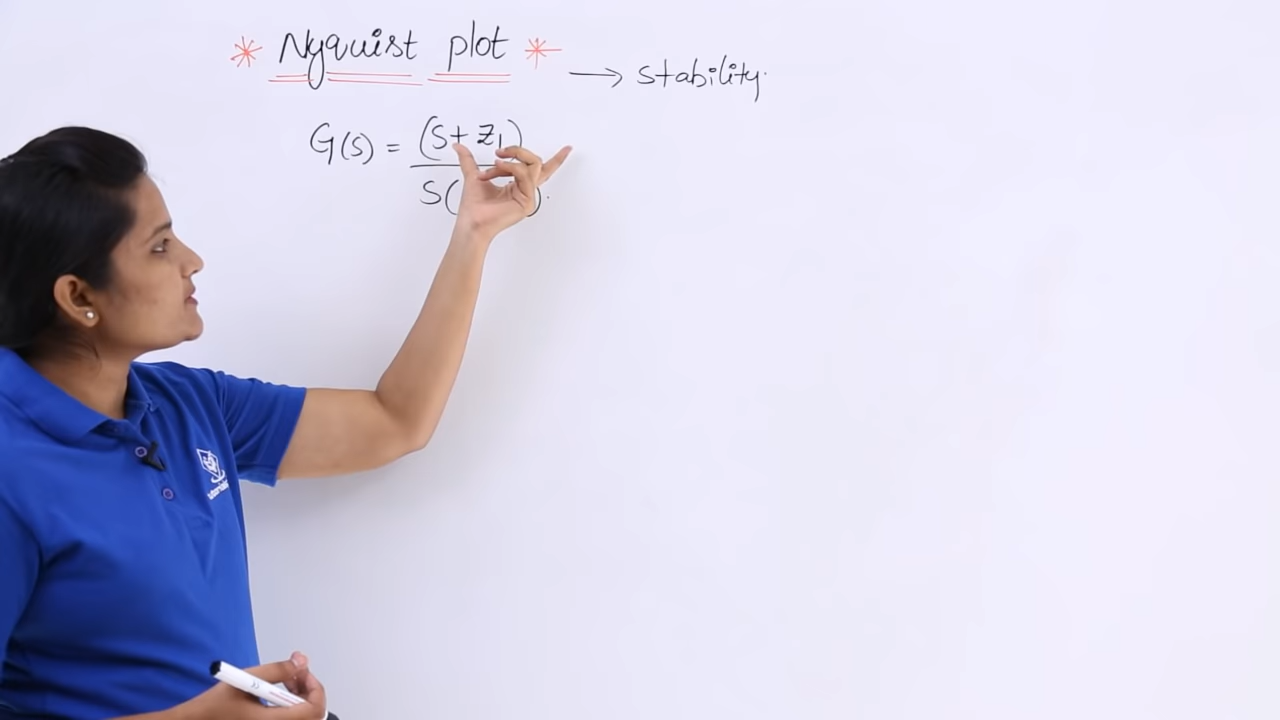 * Nyquist plot * → stability.
G(s) = (S+ Z1)
S( ).